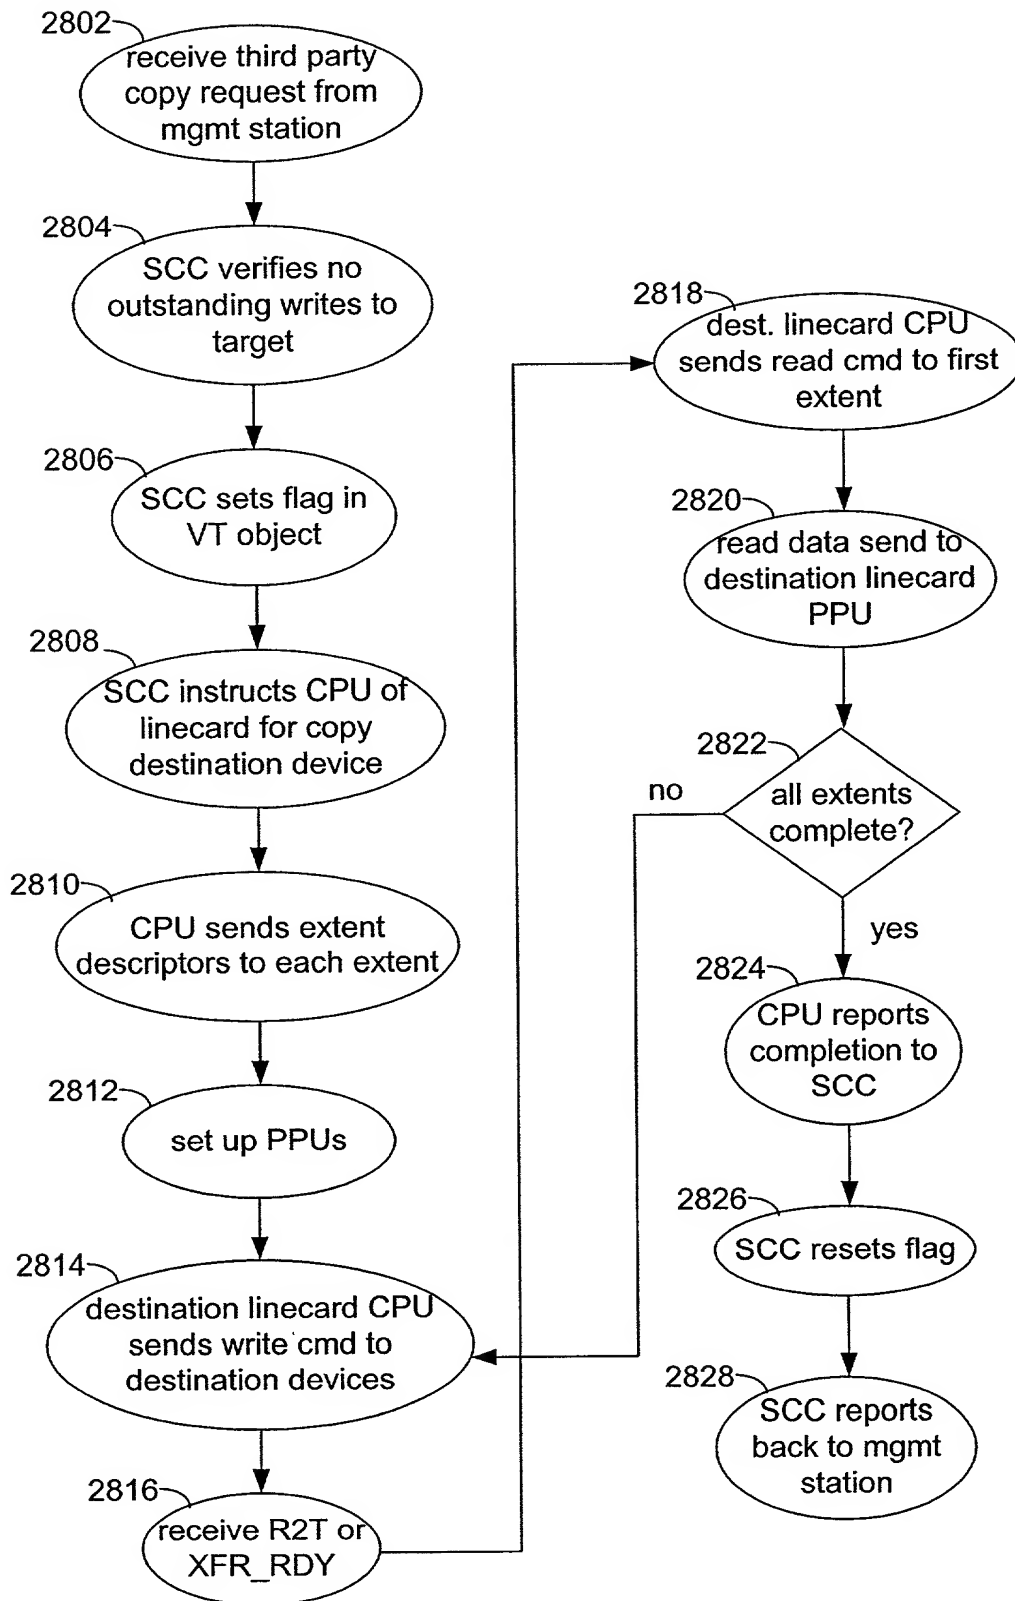 2802
receive third party
copy request from
mgmt station
2804
SCC verifies no
outstanding writes to
target
2806
SCC sets flag in
VT object
2808
SCC instructs CPU of
linecard for copy
destination device
2810
CPU sends extent
descriptors to each extent
2812
set up PPUs
2814
destination linecard CPU
sends write cmd to
destination devices
2816
receive R2T or
XFR_RDY
2818
dest. linecard CPU
sends read cmd to first
extent
2820
read data send to
destination linecard
PPU
2822
no
all extents
complete?
yes
2824
CPU reports
completion to
SCC
2826
SCC resets flag
2828
SCC reports
back to mgmt
station